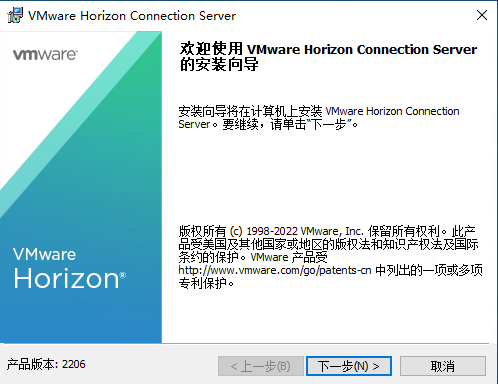 VMware Horizon Connection Server
vmware®
欢迎使用 VMware Horizon Connection Server
的安装向导
安装向导将在计算机上安装 VMware Horizon Connection
Server。要继续，请单击“下一步”。
版权所有 (c) 1998-2022 VMware, Inc. 保留所有权利。此产
品受美国及其他国家或地区的版权法和知识产权法及国际
条约的保护。VMware 产品受
http://www.vmware.com/go/patents-cn 中列出的一项或多项
专利保护。
VMware
Horizon®
产品版本: 2206
< 上一步(B)
下一步(N) >
取消